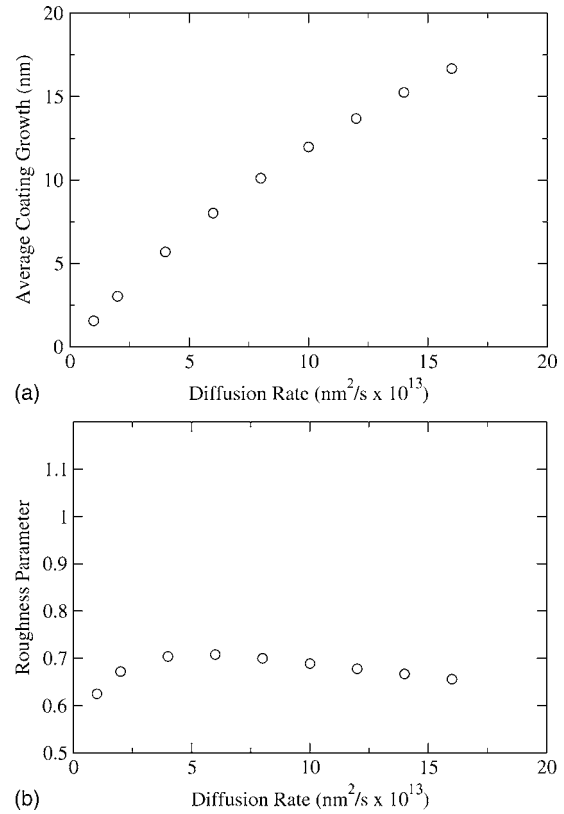 20
15
10
5
0
Average Coating Growth (nm)
0 5 10 15 20
(a)
Diffusion Rate (nm²/s x 10¹³)
1.1
1
0.9
0.8
0.7
0.6
0.5
Roughness Parameter
0 5 10 15 20
(b)
Diffusion Rate (nm²/s x 10¹³)